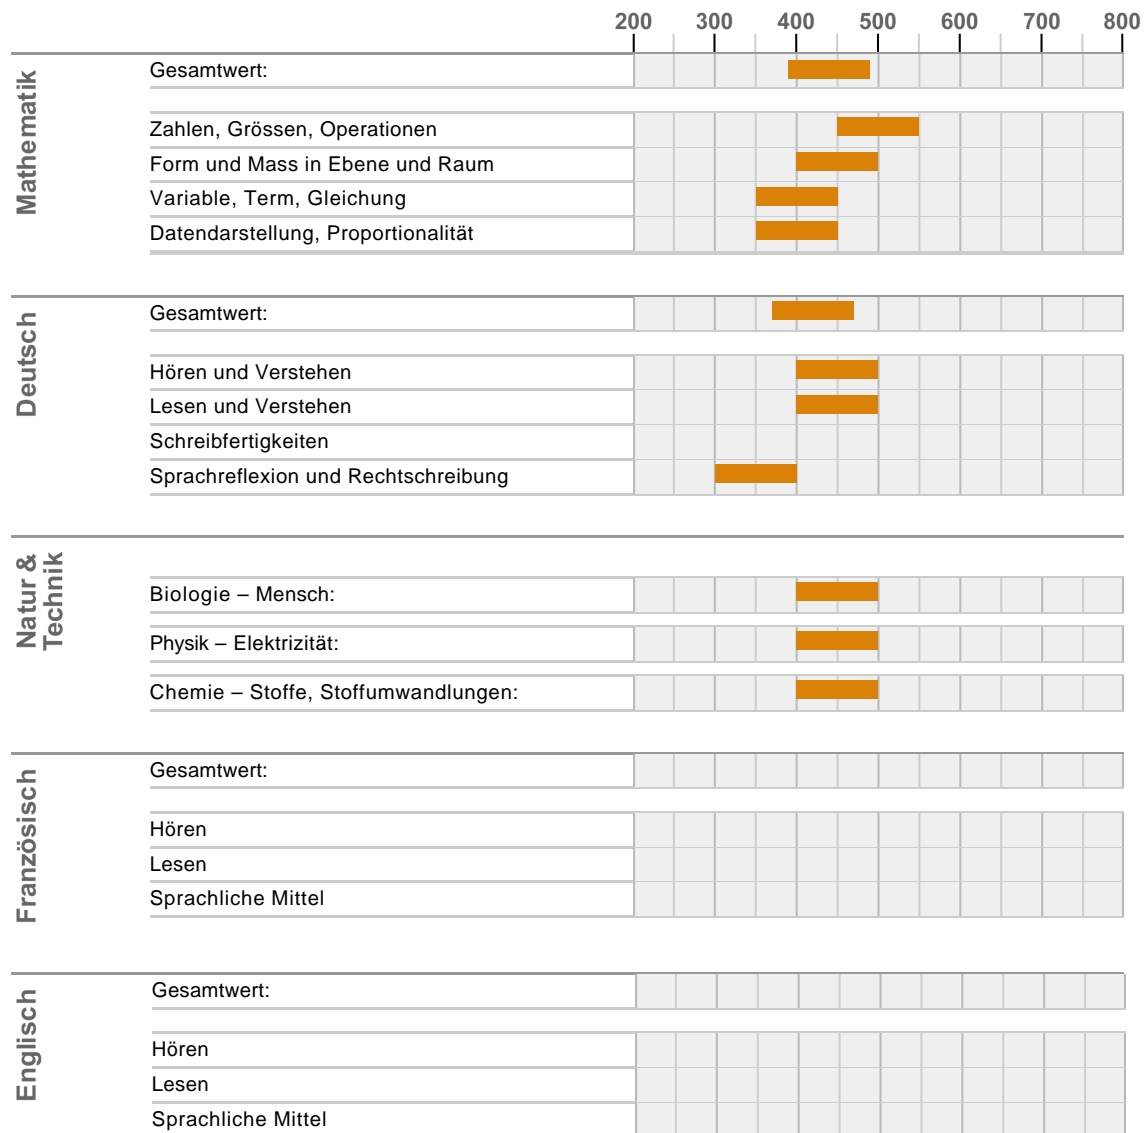 200 300 400 500 600 700 800
Mathematik
Gesamtwert:
Zahlen, Grössen, Operationen
Form und Mass in Ebene und Raum
Variable, Term, Gleichung
Datendarstellung, Proportionalität
Deutsch
Gesamtwert:
Hören und Verstehen
Lesen und Verstehen
Schreibfertigkeiten
Sprachreflexion und Rechtschreibung
Natur &
Technik
Biologie – Mensch:
Physik – Elektrizität:
Chemie – Stoffe, Stoffumwandlungen:
Französisch
Gesamtwert:
Hören
Lesen
Sprachliche Mittel
Englisch
Gesamtwert:
Hören
Lesen
Sprachliche Mittel